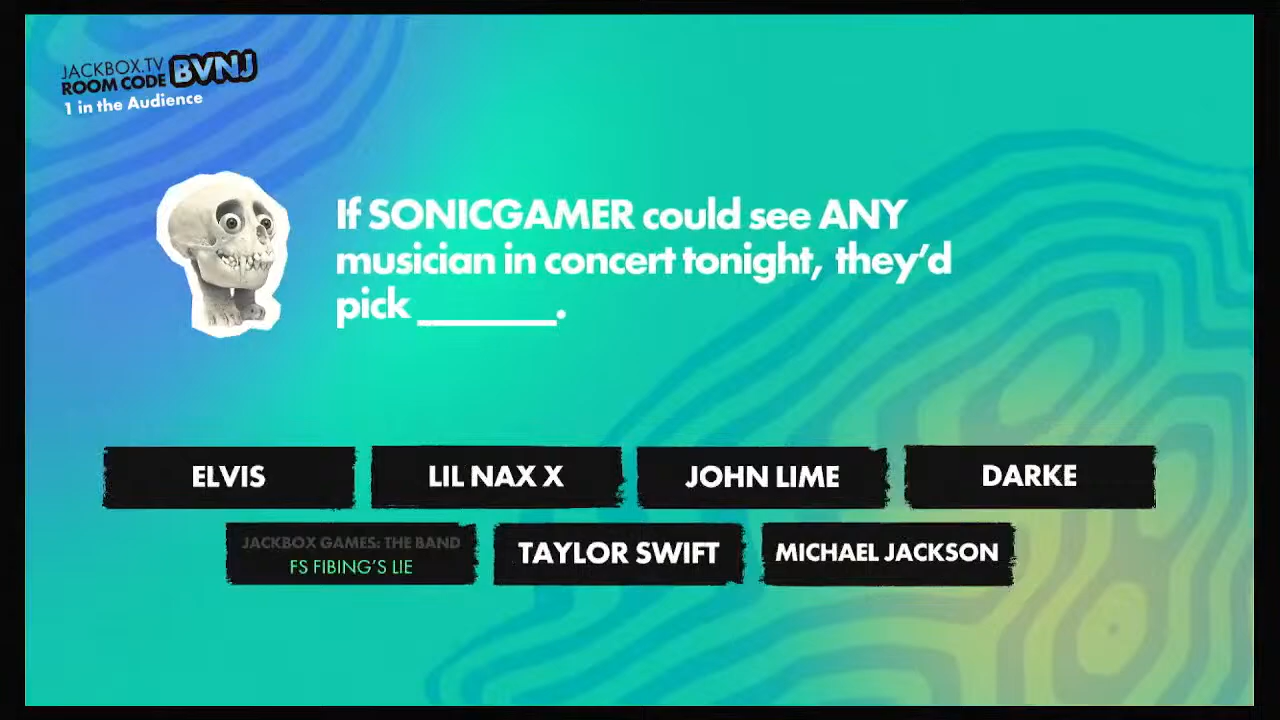 JACKBOX.TV
ROOM CODE BVNJ
1 in the Audience
If SONICGAMER could see ANY
musician in concert tonight, they'd
pick ________.
ELVIS
LIL NAX X
JOHN LIME
DARKE
JACKBOX GAMES: THE BAND
FS FIBING'S LIE
TAYLOR SWIFT
MICHAEL JACKSON